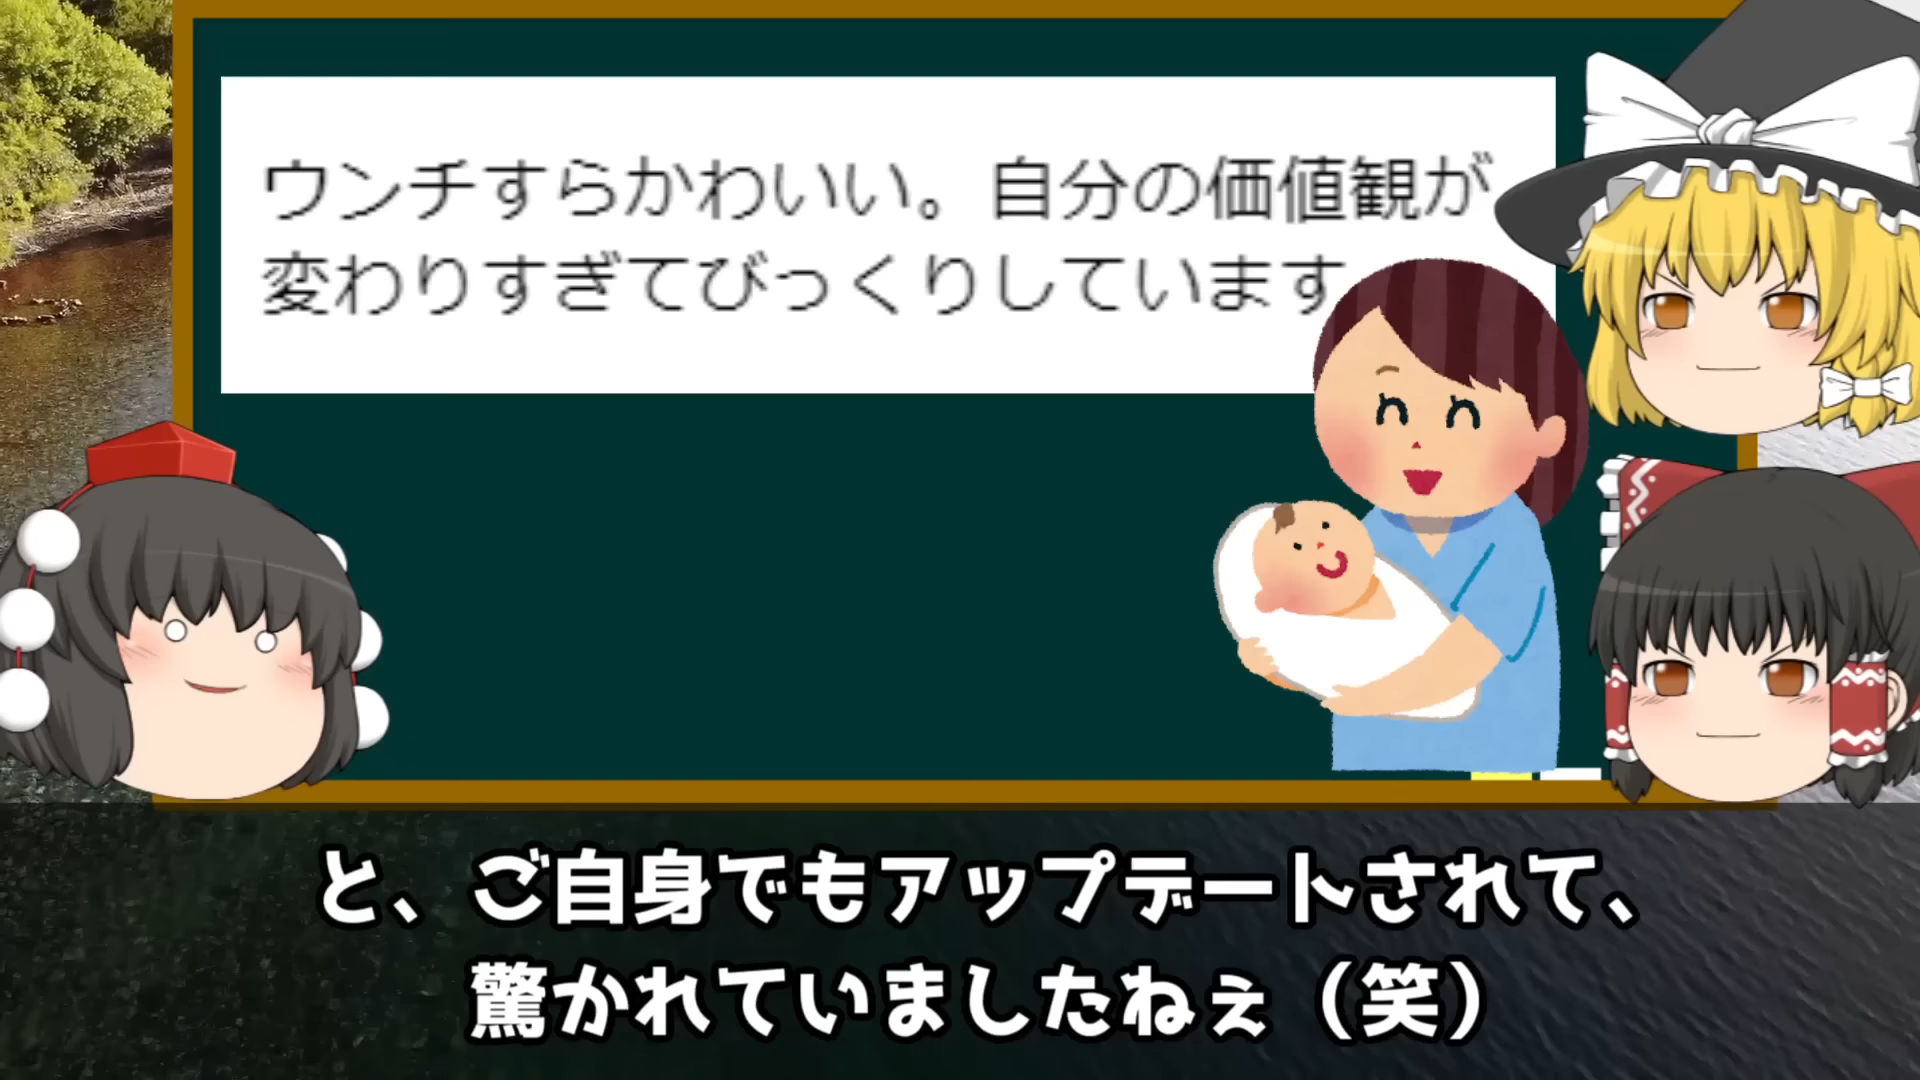 ウンチすらかわいい。自分の価値観が
変わりすぎてびっくりしています
と、ご自身でもアップデートされて、
驚かれていましたねぇ（笑）